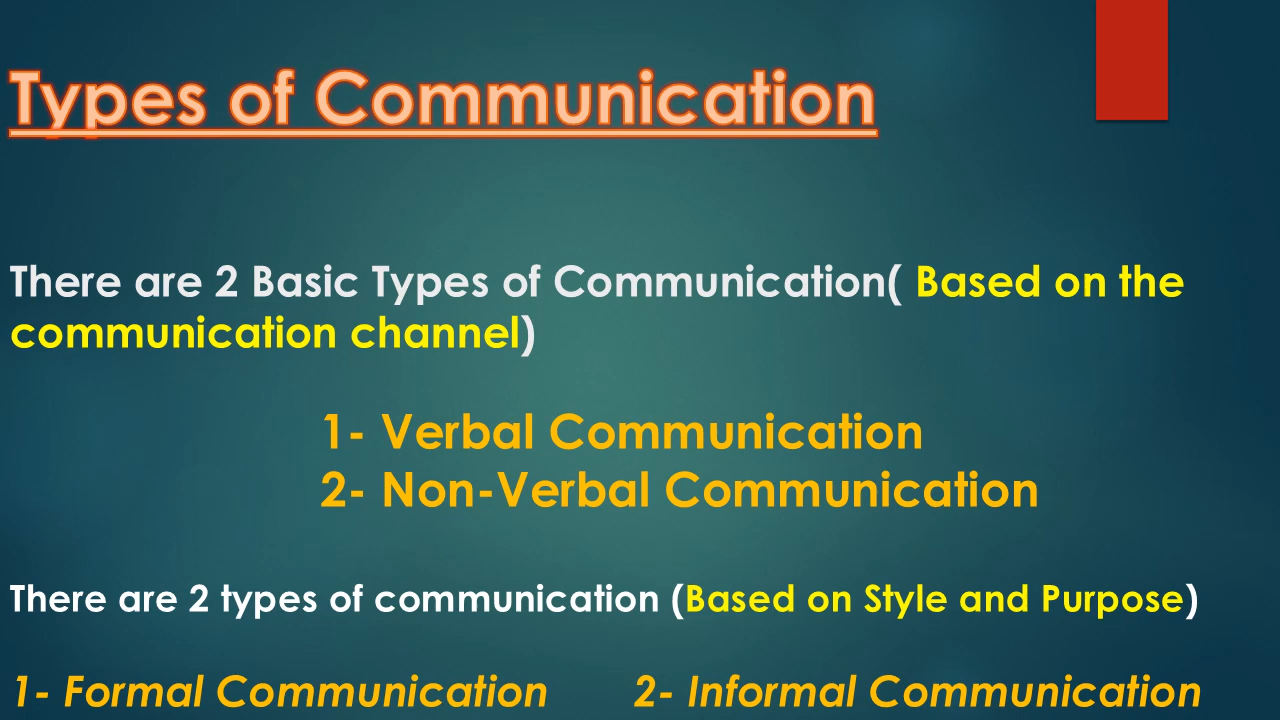 Types of Communication
There are 2 Basic Types of Communication( Based on the
communication channel)
1- Verbal Communication
2- Non-Verbal Communication
There are 2 types of communication (Based on Style and Purpose)
1- Formal Communication 2- Informal Communication